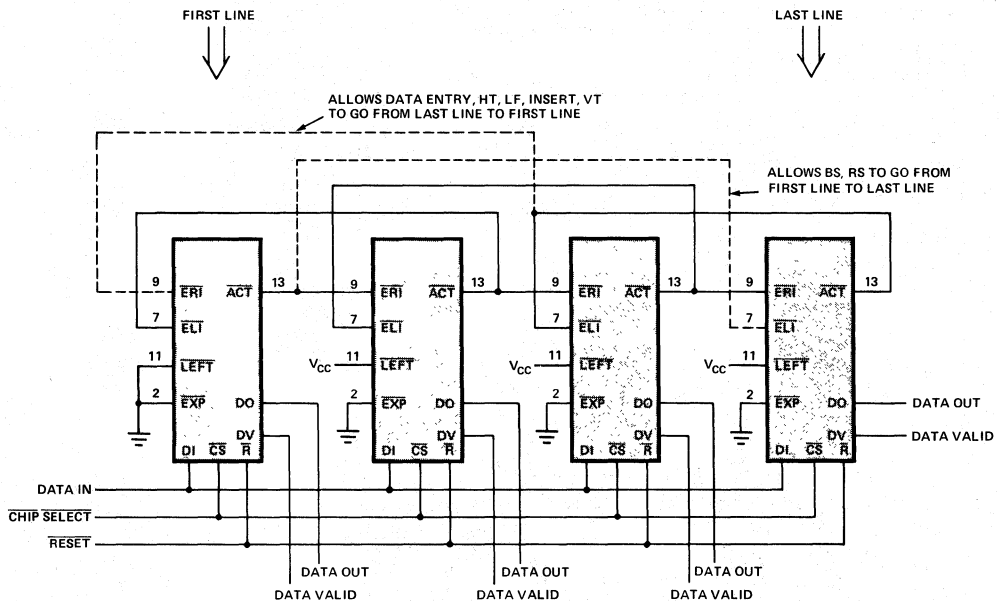 FIRST LINE
LAST LINE
ALLOWS DATA ENTRY, HT, LF, INSERT, VT
TO GO FROM LAST LINE TO FIRST LINE
ALLOWS BS, RS TO GO FROM
FIRST LINE TO LAST LINE
9 ERI ACT 13
7 ELI
11 LEFT
2 EXP DO
DV
DI CS R
9 ERI ACT 13
7 ELI
VCC 11 LEFT
2 EXP DO
DV
DI CS R
9 ERI ACT 13
7 ELI
VCC 11 LEFT
2 EXP DO
DV
DI CS R
9 ERI ACT 13
7 ELI
VCC 11 LEFT
2 EXP DO
DV
DI CS R
DATA OUT
DATA VALID
DATA IN
CHIP SELECT
RESET
DATA OUT
DATA VALID
DATA OUT
DATA VALID
DATA OUT
DATA VALID